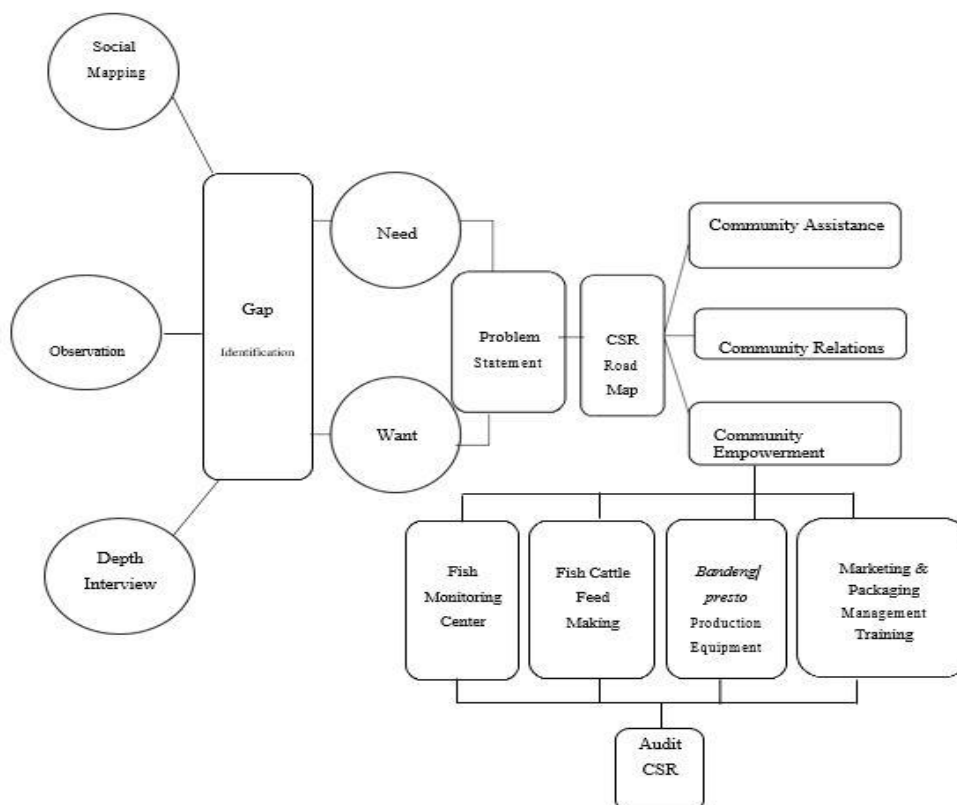 Social
Mapping
Observation
Depth
Interview
Gap
Identification
Need
Want
Problem
Statement
CSR
Road
Map
Community Assistance
Community Relations
Community
Empowerment
Fish
Monitoring
Center
Fish Cattle
Feed
Making
Bandeng/
presto
Production
Equipment
Marketing &
Packaging
Management
Training
Audit
CSR